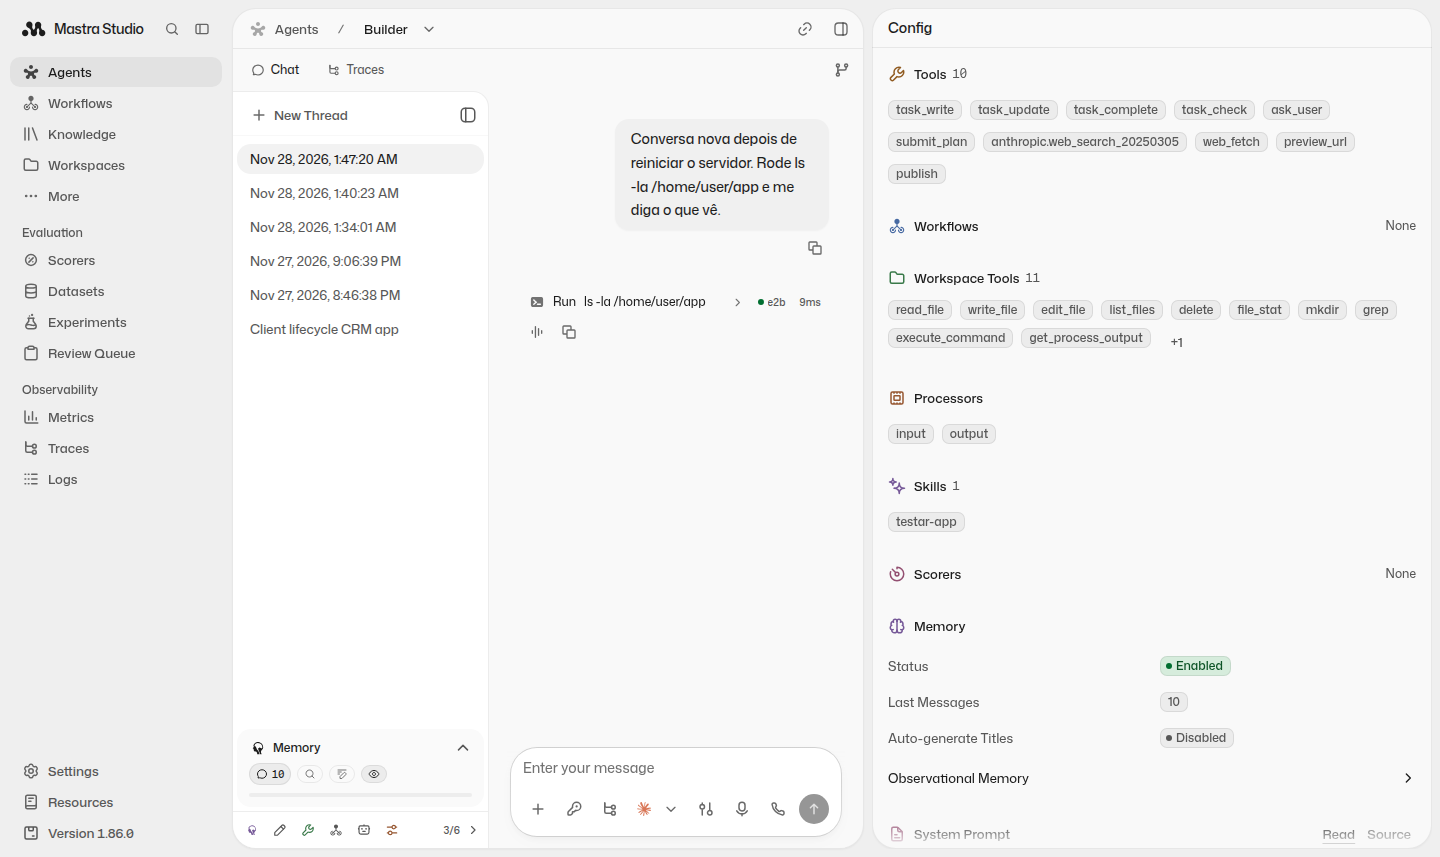 Mastra Studio
Agents
Workflows
Knowledge
Workspaces
More
Evaluation
Scorers
Datasets
Experiments
Review Queue
Observability
Metrics
Traces
Logs
Settings
Resources
Version 1.86.0
Agents / Builder
Chat
Traces
New Thread
Nov 28, 2026, 1:47:20 AM
Nov 28, 2026, 1:40:23 AM
Nov 28, 2026, 1:34:01 AM
Nov 27, 2026, 9:06:39 PM
Nov 27, 2026, 8:46:38 PM
Client lifecycle CRM app
Memory
10
3/6
Conversa nova depois de
reiniciar o servidor. Rode ls
-la /home/user/app e me
diga o que vê.
Run ls -la /home/user/app e2b 9ms
Enter your message
Config
Tools 10
task_write task_update task_complete task_check ask_user
submit_plan anthropic.web_search_20250305 web_fetch preview_url
publish
Workflows None
Workspace Tools 11
read_file write_file edit_file list_files delete file_stat mkdir grep
execute_command get_process_output +1
Processors
input output
Skills 1
testar-app
Scorers None
Memory
Status Enabled
Last Messages 10
Auto-generate Titles Disabled
Observational Memory
System Prompt Read Source